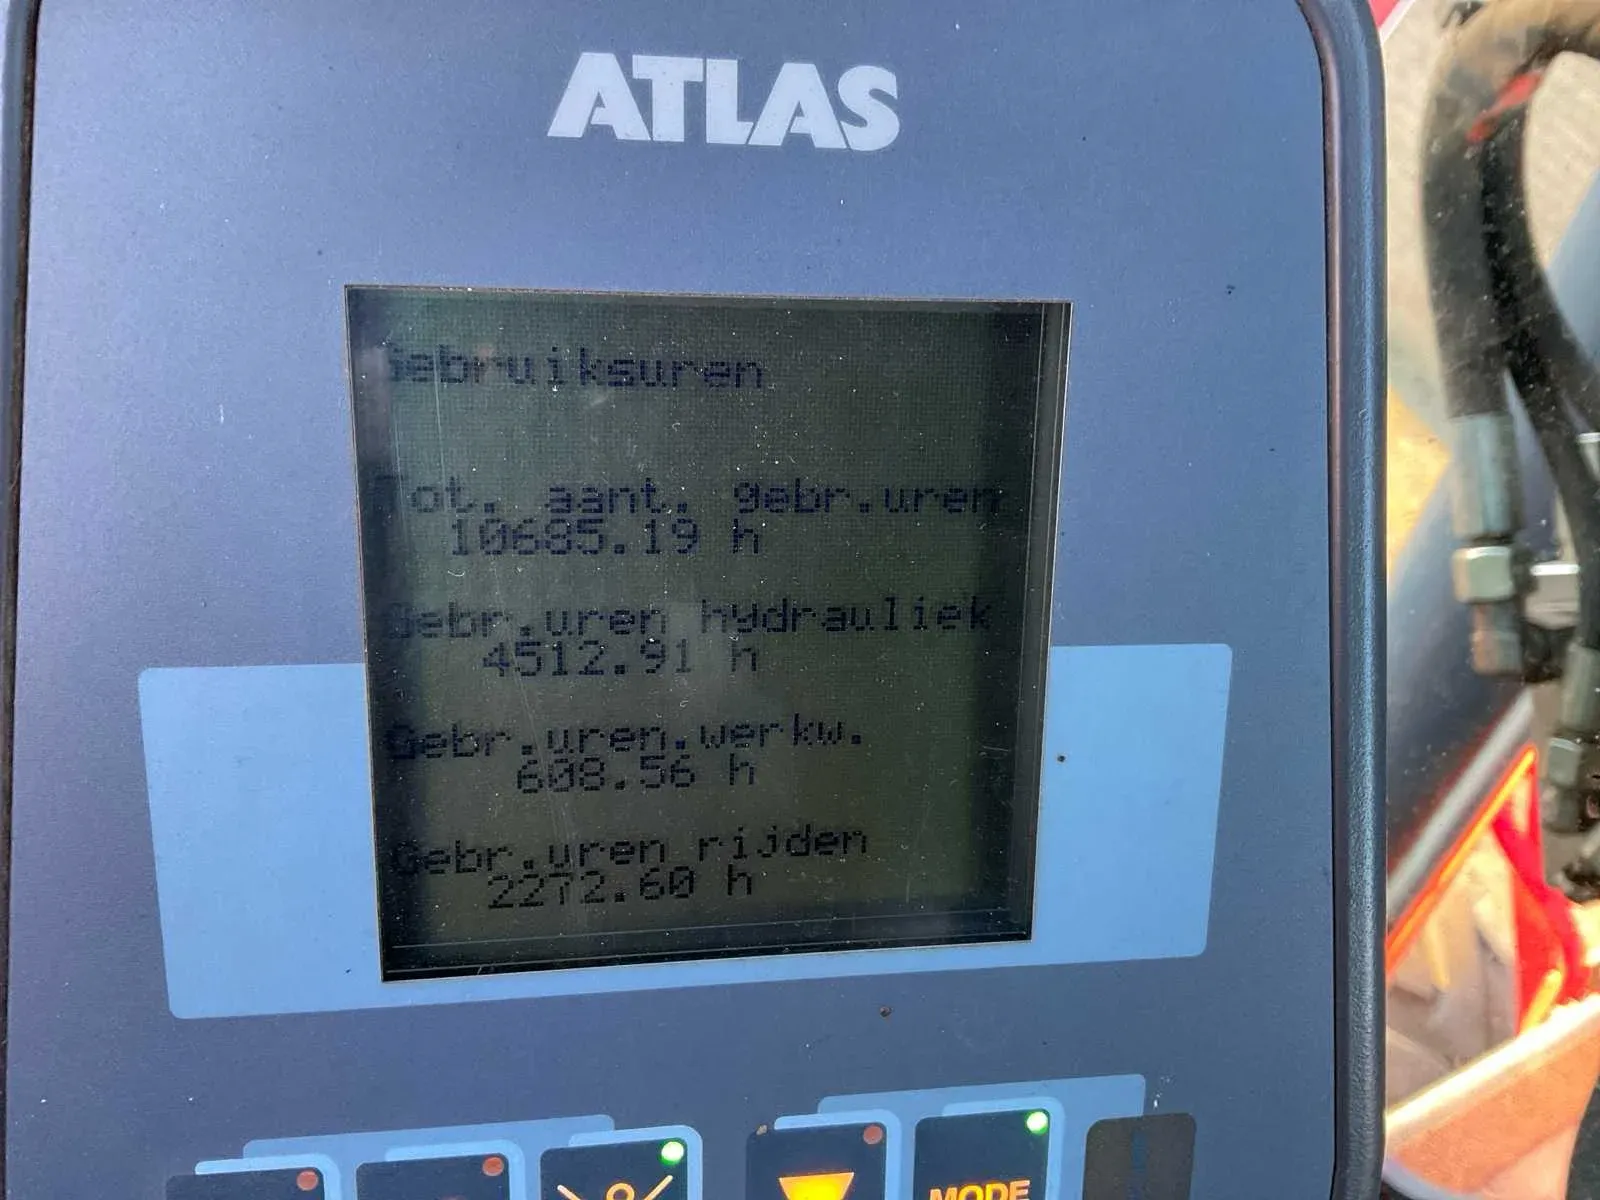 ATLAS
Gebruiksuren
Tot. aant. gebr.uren
10685.19 h
Gebr.uren hydrauliek
4512.91 h
Gebr.uren.werkw.
608.56 h
Gebr.uren rijden
2272.60 h
MODE